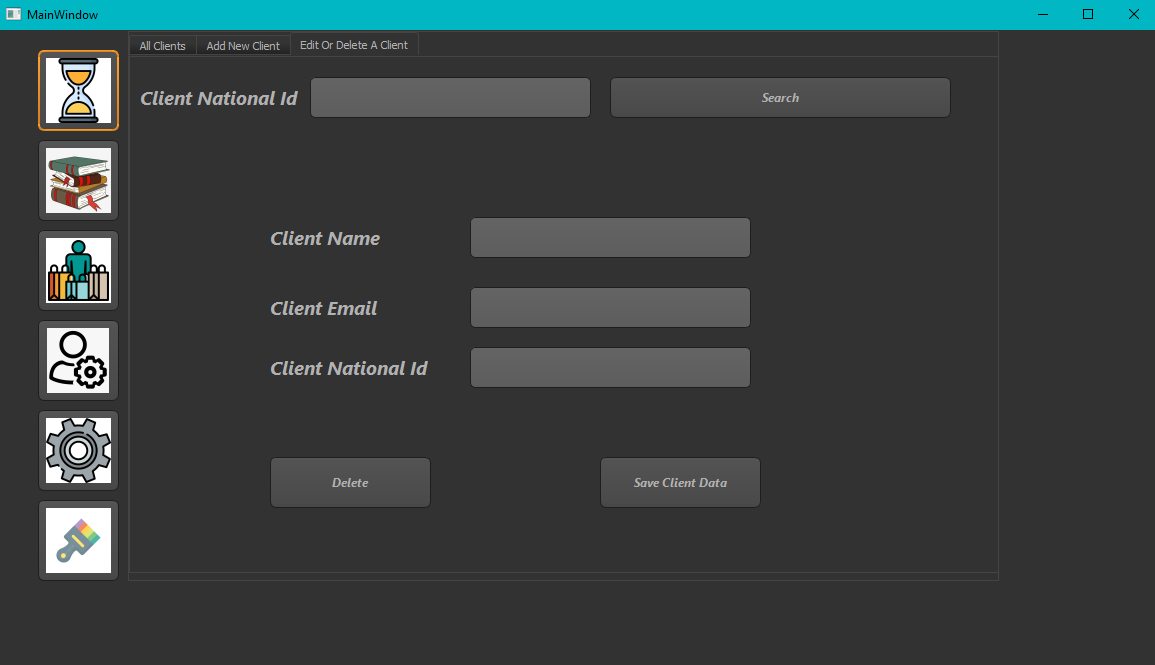 MainWindow
All Clients
Add New Client
Edit Or Delete A Client
Client National Id
Search
Client Name
Client Email
Client National Id
Delete
Save Client Data